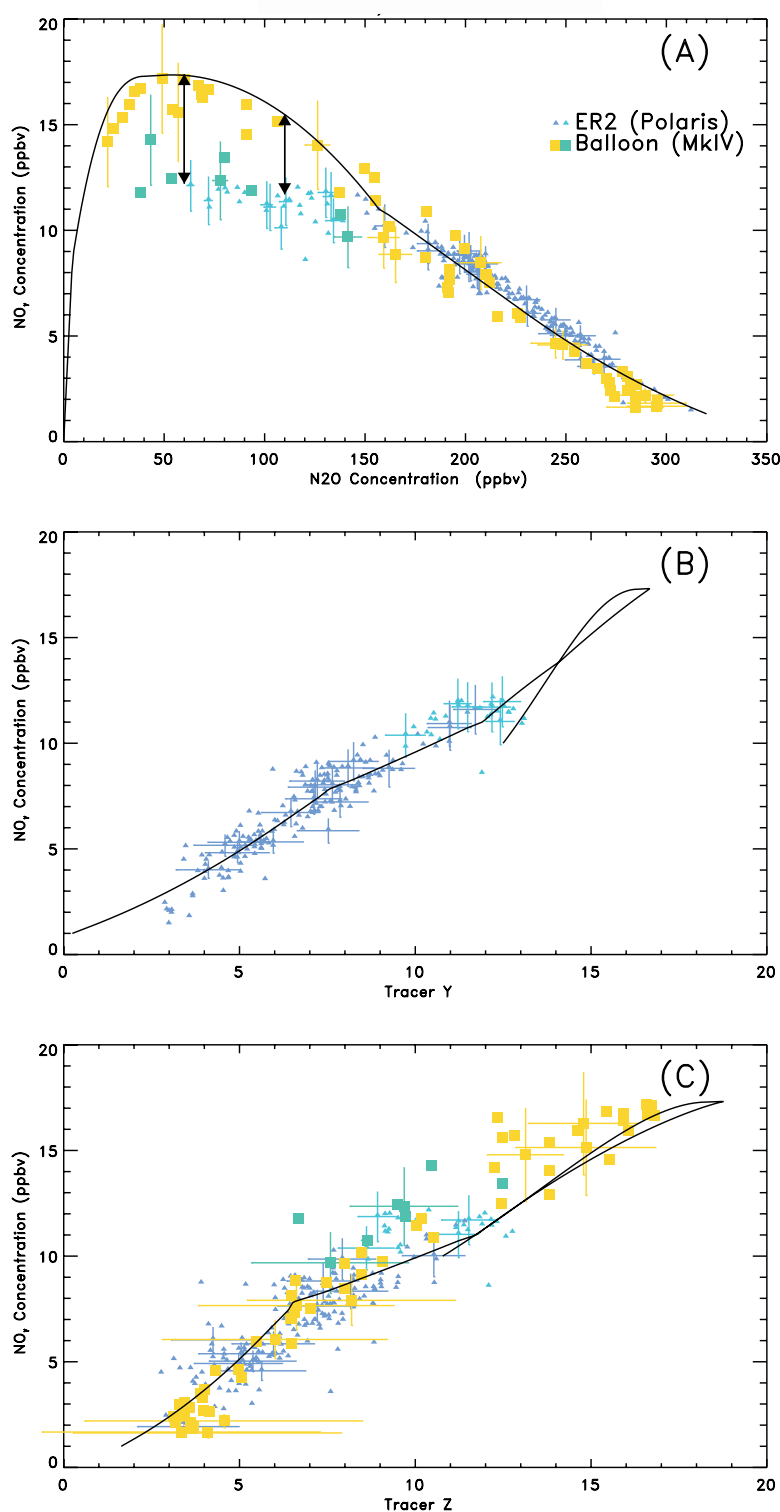 20
(A)
ER2 (Polaris)
Balloon (MkIV)
15
10
5
0
NOy Concentration (ppbv)
0 50 100 150 200 250 300 350
N2O Concentration (ppbv)
20
(B)
15
10
5
0
NOy Concentration (ppbv)
0 5 10 15 20
Tracer Y
20
(C)
15
10
5
0
NOy Concentration (ppbv)
0 5 10 15 20
Tracer Z